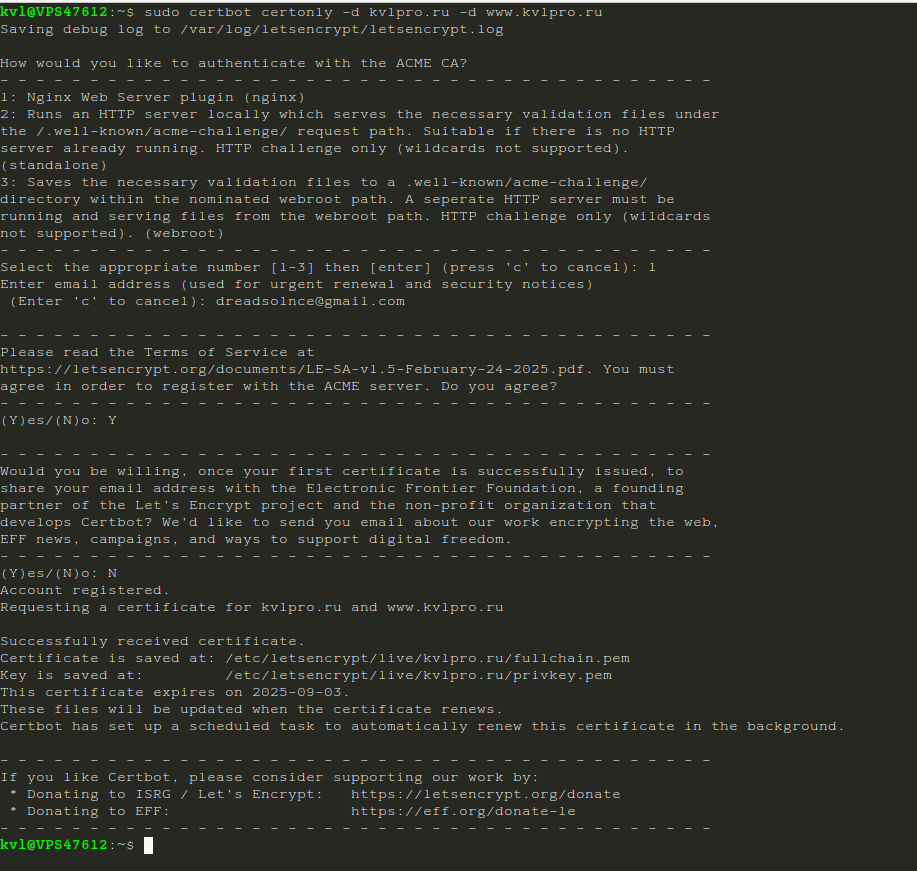 kvl@VPS47612:~$ sudo certbot certonly -d kvlpro.ru -d www.kvlpro.ru
Saving debug log to /var/log/letsencrypt/letsencrypt.log
How would you like to authenticate with the ACME CA?
- - - - - - - - - - - - - - - - - - - - - - - - - - - - - - - - - - - - - - - -
1: Nginx Web Server plugin (nginx)
2: Runs an HTTP server locally which serves the necessary validation files under
the /.well-known/acme-challenge/ request path. Suitable if there is no HTTP
server already running. HTTP challenge only (wildcards not supported).
(standalone)
3: Saves the necessary validation files to a .well-known/acme-challenge/
directory within the nominated webroot path. A seperate HTTP server must be
running and serving files from the webroot path. HTTP challenge only (wildcards
not supported). (webroot)
- - - - - - - - - - - - - - - - - - - - - - - - - - - - - - - - - - - - - - - -
Select the appropriate number [1-3] then [enter] (press 'c' to cancel): 1
Enter email address (used for urgent renewal and security notices)
 (Enter 'c' to cancel): dreadsolnce@gmail.com
- - - - - - - - - - - - - - - - - - - - - - - - - - - - - - - - - - - - - - - -
Please read the Terms of Service at
https://letsencrypt.org/documents/LE-SA-v1.5-February-24-2025.pdf. You must
agree in order to register with the ACME server. Do you agree?
- - - - - - - - - - - - - - - - - - - - - - - - - - - - - - - - - - - - - - - -
(Y)es/(N)o: Y
- - - - - - - - - - - - - - - - - - - - - - - - - - - - - - - - - - - - - - - -
Would you be willing, once your first certificate is successfully issued, to
share your email address with the Electronic Frontier Foundation, a founding
partner of the Let's Encrypt project and the non-profit organization that
develops Certbot? We'd like to send you email about our work encrypting the web,
EFF news, campaigns, and ways to support digital freedom.
- - - - - - - - - - - - - - - - - - - - - - - - - - - - - - - - - - - - - - - -
(Y)es/(N)o: N
Account registered.
Requesting a certificate for kvlpro.ru and www.kvlpro.ru
Successfully received certificate.
Certificate is saved at: /etc/letsencrypt/live/kvlpro.ru/fullchain.pem
Key is saved at:         /etc/letsencrypt/live/kvlpro.ru/privkey.pem
This certificate expires on 2025-09-03.
These files will be updated when the certificate renews.
Certbot has set up a scheduled task to automatically renew this certificate in the background.
- - - - - - - - - - - - - - - - - - - - - - - - - - - - - - - - - - - - - - - -
If you like Certbot, please consider supporting our work by:
 * Donating to ISRG / Let's Encrypt:   https://letsencrypt.org/donate
 * Donating to EFF:                    https://eff.org/donate-le
- - - - - - - - - - - - - - - - - - - - - - - - - - - - - - - - - - - - - - - -
kvl@VPS47612:~$